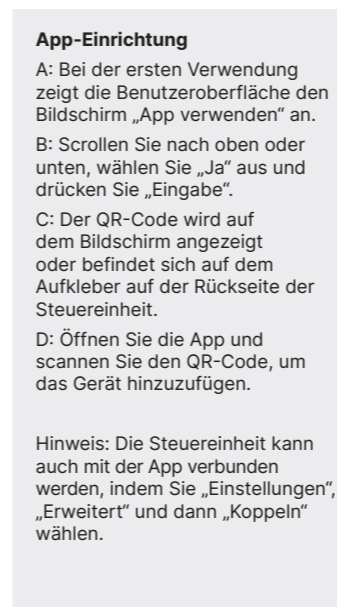 App-Einrichtung
A: Bei der ersten Verwendung
zeigt die Benutzeroberfläche den
Bildschirm „App verwenden“ an.
B: Scrollen Sie nach oben oder
unten, wählen Sie „Ja“ aus und
drücken Sie „Eingabe“.
C: Der QR-Code wird auf
dem Bildschirm angezeigt
oder befindet sich auf dem
Aufkleber auf der Rückseite der
Steuereinheit.
D: Öffnen Sie die App und
scannen Sie den QR-Code, um
das Gerät hinzuzufügen.
Hinweis: Die Steuereinheit kann
auch mit der App verbunden
werden, indem Sie „Einstellungen“,
„Erweitert“ und dann „Koppeln“
wählen.